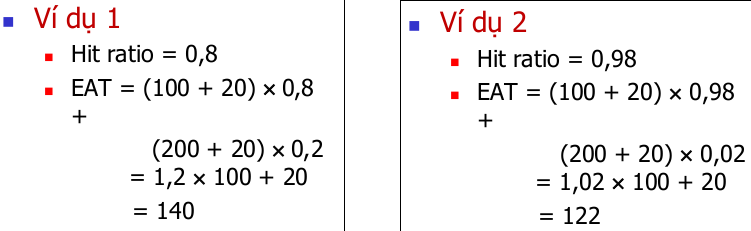 Ví dụ 1
Hit ratio = 0,8
EAT = (100 + 20) × 0,8
+
(200 + 20) × 0,2
= 1,2 × 100 + 20
= 140
Ví dụ 2
Hit ratio = 0,98
EAT = (100 + 20) × 0,98
+
(200 + 20) × 0,02
= 1,02 × 100 + 20
= 122